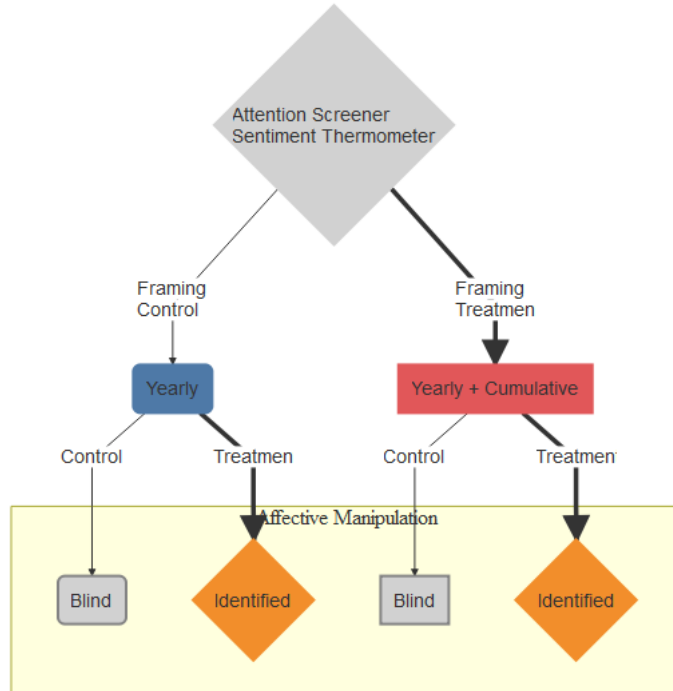 Attention Screener
Sentiment Thermometer
Framing
Control
Framing
Treatmen
Yearly
Yearly + Cumulative
Control
Treatmen
Control
Treatment
Affective Manipulation
Blind
Identified
Blind
Identified